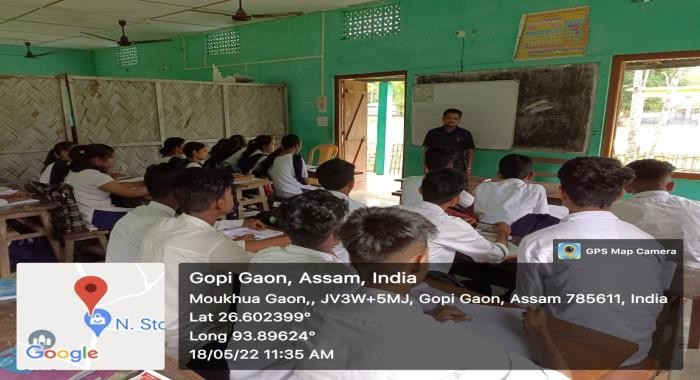 GPS Map Camera
Gopi Gaon, Assam, India
Moukhua Gaon,, JV3W+5MJ, Gopi Gaon, Assam 785611, India
Lat 26.602399°
Long 93.89624°
18/05/22 11:35 AM
N. Sto
Google